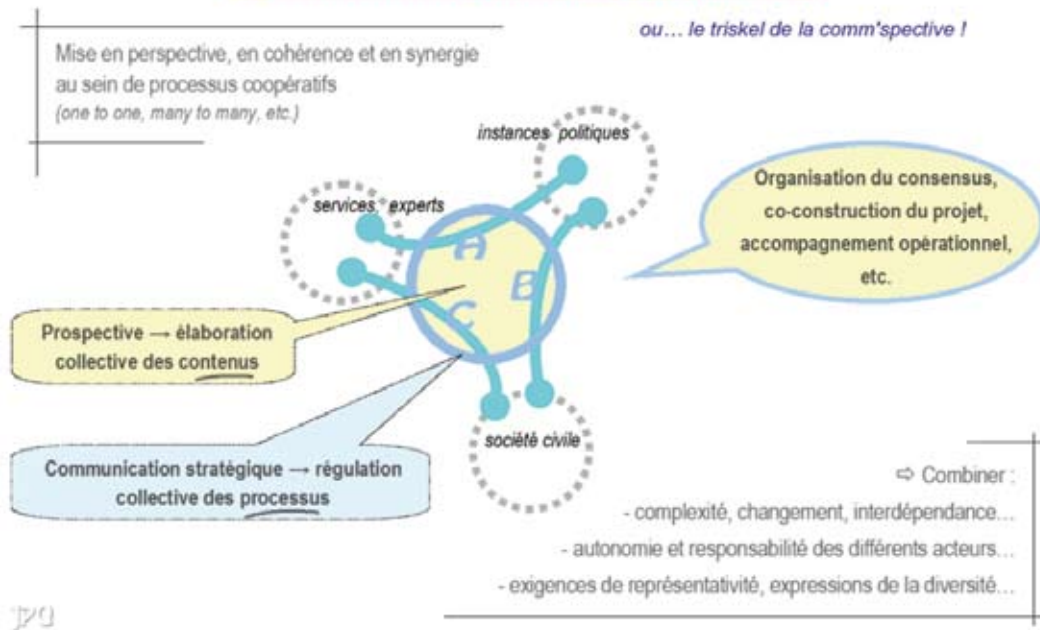 ou… le triskel de la comm'spective !
Mise en perspective, en cohérence et en synergie
au sein de processus coopératifs
(one to one, many to many, etc.)
instances politiques
services experts
Organisation du consensus,
co-construction du projet,
accompagnement opérationnel,
etc.
A
B
C
Prospective → élaboration
collective des contenus
Communication stratégique → régulation
collective des processus
société civile
⇨ Combiner :
- complexité, changement, interdépendance…
- autonomie et responsabilité des différents acteurs…
- exigences de représentativité, expressions de la diversité…